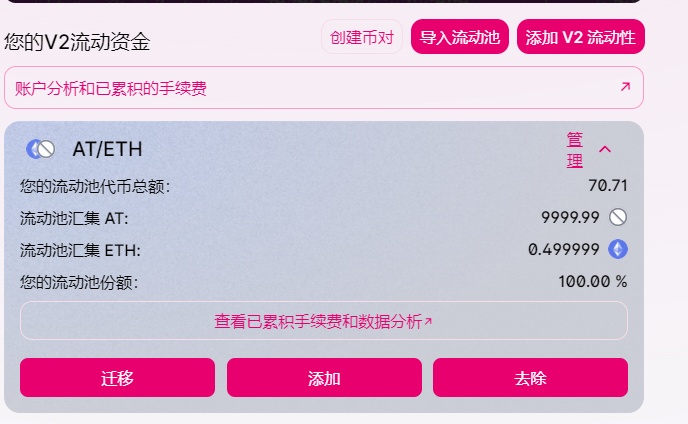 您的V2流动资金
创建币对
导入流动池
添加 V2 流动性
账户分析和已累积的手续费
AT/ETH
管理
您的流动池代币总额:
70.71
流动池汇集 AT:
9999.99
流动池汇集 ETH:
0.499999
您的流动池份额:
100.00 %
查看已累积手续费和数据分析
迁移
添加
去除